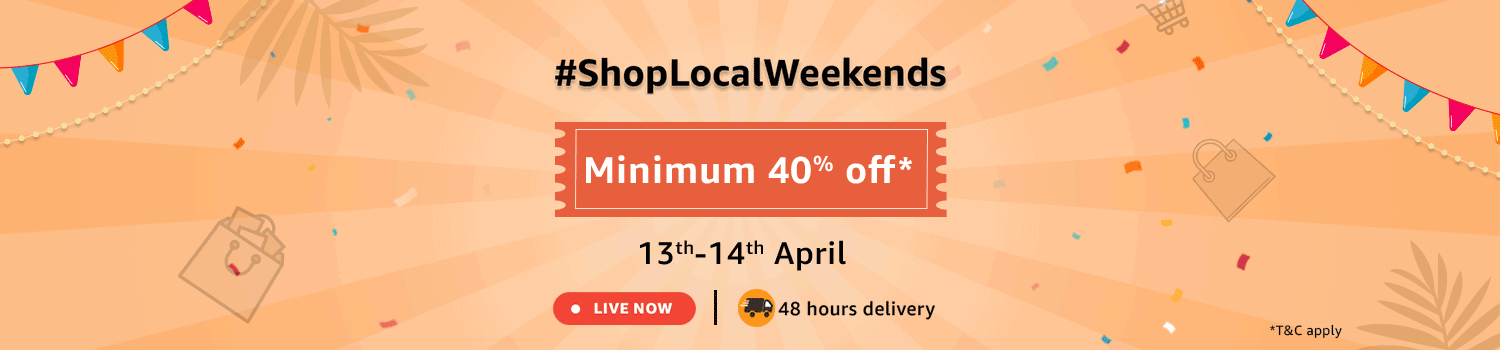 #ShopLocalWeekends
Minimum 40% off*
13th-14th April
LIVE NOW
48 hours delivery
*T&C apply